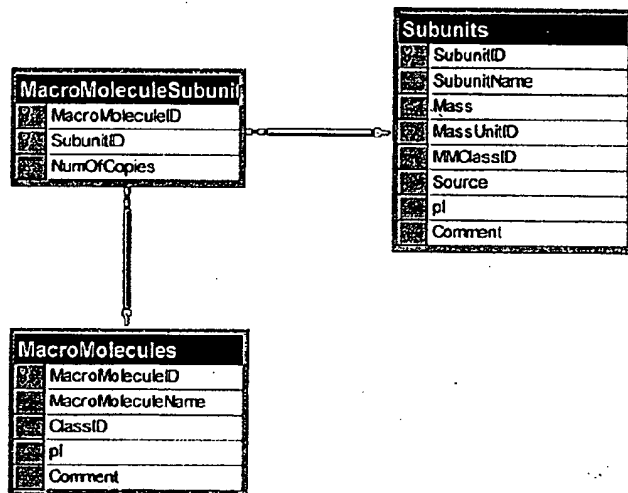 MacroMoleculeSubunit
MacroMoleculeID
SubunitID
NumOfCopies
Subunits
SubunitID
SubunitName
Mass
MassUnitID
MMClassID
Source
pI
Comment
MacroMolecules
MacroMoleculeID
MacroMoleculeName
ClassID
pI
Comment